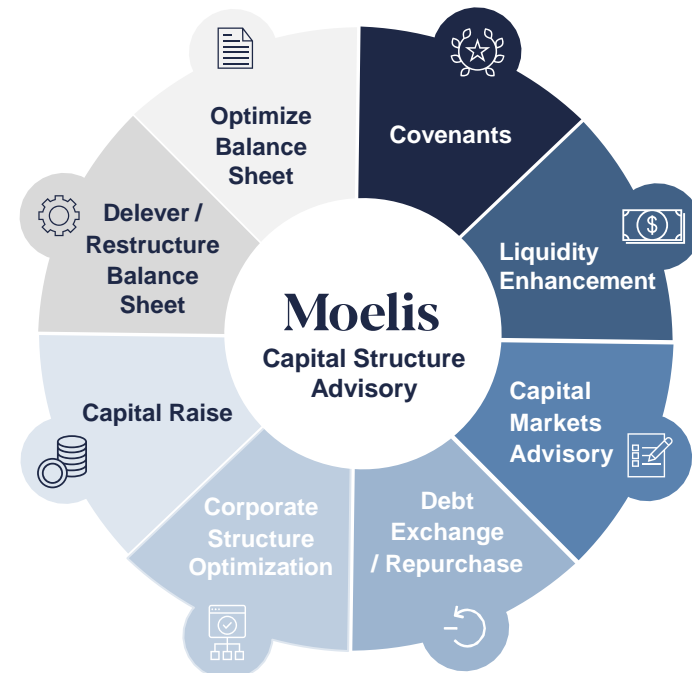 Optimize
Balance
Sheet
Covenants
Delever /
Restructure
Balance
Sheet
Liquidity
Enhancement
Moelis
Capital Structure
Advisory
Capital Raise
Capital
Markets
Advisory
Corporate
Structure
Optimization
Debt
Exchange
/ Repurchase
$